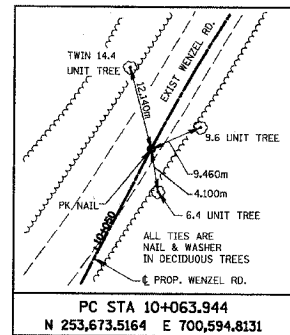 TWIN 14.4
UNIT TREE
EXIST WENZEL RD.
12.140m
9.6 UNIT TREE
9.460m
4.100m
PK NAIL
6.4 UNIT TREE
10+050
ALL TIES ARE
NAIL & WASHER
IN DECIDUOUS TREES
℄ PROP. WENZEL RD.
PC STA 10+063.944
N 253,673.5164 E 700,594.8131